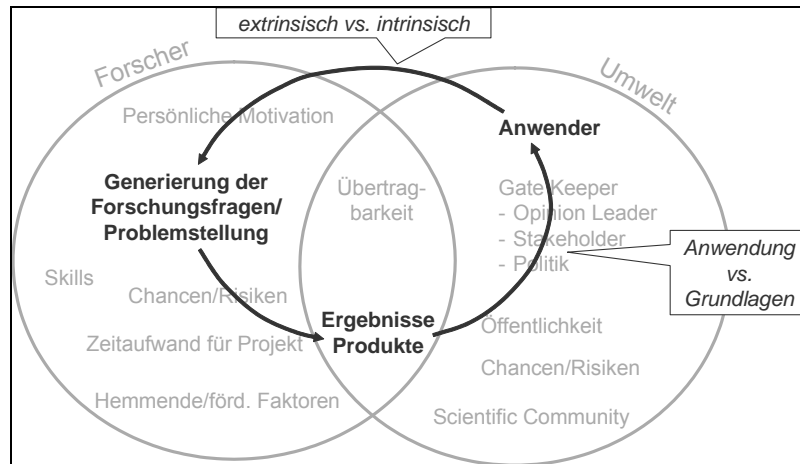 extrinsisch vs. intrinsisch
Forscher
Umwelt
Persönliche Motivation
Anwender
Generierung der
Forschungsfragen/
Problemstellung
Übertrag-
barkeit
Gate Keeper
- Opinion Leader
- Stakeholder
- Politik
Anwendung
vs.
Grundlagen
Skills
Chancen/Risiken
Ergebnisse
Produkte
Öffentlichkeit
Zeitaufwand für Projekt
Chancen/Risiken
Hemmende/förd. Faktoren
Scientific Community